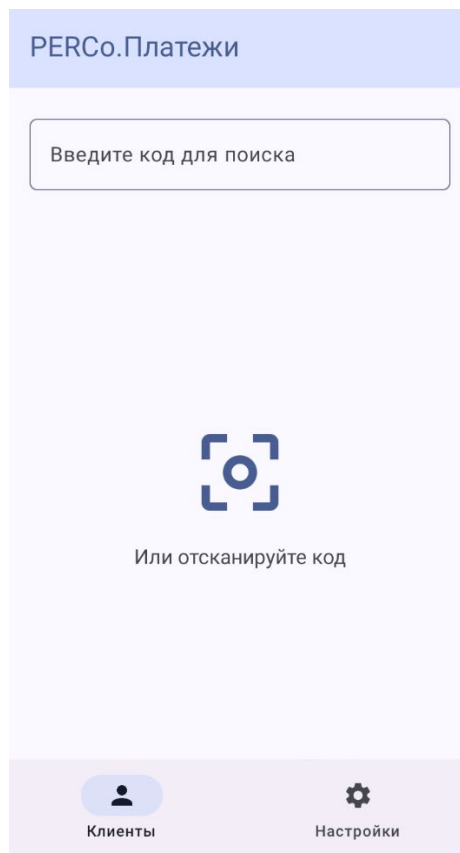 PERCo.Платежи
Введите код для поиска
Или отсканируйте код
Клиенты
Настройки